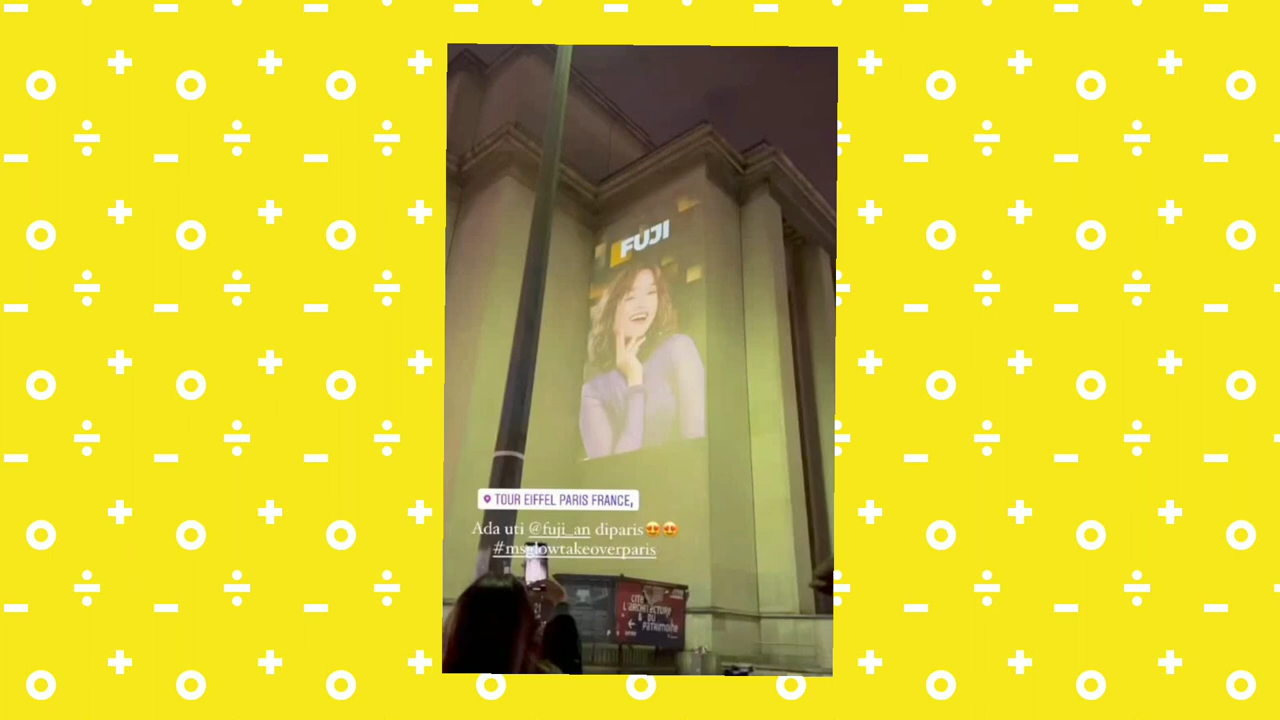 FUJI
TOUR EIFFEL PARIS FRANCE,
Ada uti @fuji_an diparis😍😍
#msglowtakeoverparis
CITÉ
L'ARCHITECTURE
& DU
PATRIMOINE